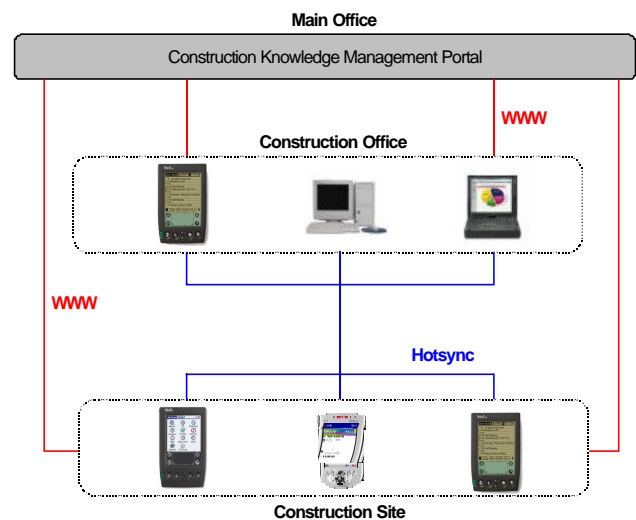 Main Office
Construction Knowledge Management Portal
WWW
Construction Office
WWW
Hotsync
Construction Site